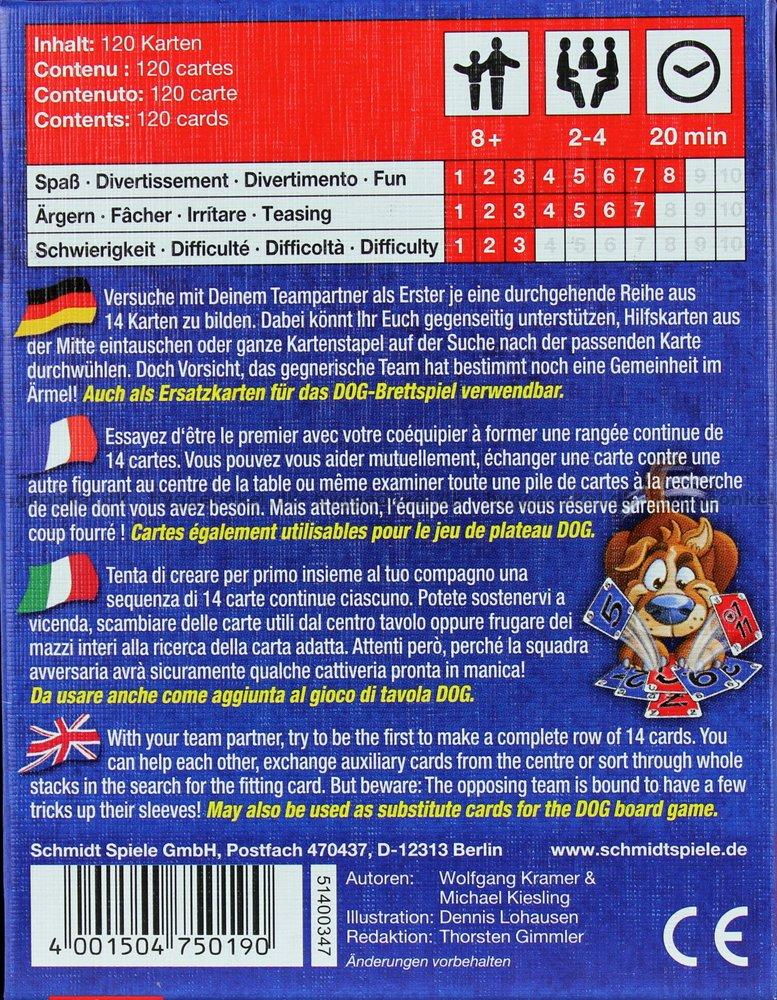 Inhalt: 120 Karten
Contenu : 120 cartes
Contenuto: 120 carte
Contents: 120 cards
8+ 2-4 20 min
Spaß · Divertissement · Divertimento · Fun 1 2 3 4 5 6 7 8 9 10
Ärgern · Fâcher · Irritare · Teasing 1 2 3 4 5 6 7 8 9 10
Schwierigkeit · Difficulté · Difficoltà · Difficulty 1 2 3 4 5 6 7 8 9 10
Versuche mit Deinem Teampartner als Erster je eine durchgehende Reihe aus
14 Karten zu bilden. Dabei könnt Ihr Euch gegenseitig unterstützen, Hilfskarten aus
der Mitte eintauschen oder ganze Kartenstapel auf der Suche nach der passenden Karte
durchwühlen. Doch Vorsicht, das gegnerische Team hat bestimmt noch eine Gemeinheit im
Ärmel! Auch als Ersatzkarten für das DOG-Brettspiel verwendbar.
Essayez d'être le premier avec votre coéquipier à former une rangée continue de
14 cartes. Vous pouvez vous aider mutuellement, échanger une carte contre une
autre figurant au centre de la table ou même examiner toute une pile de cartes à la recherche
de celle dont vous avez besoin. Mais attention, l'équipe adverse vous réserve sûrement un
coup fourré ! Cartes également utilisables pour le jeu de plateau DOG.
Tenta di creare per primo insieme al tuo compagno una
sequenza di 14 carte continue ciascuno. Potete sostenervi a
vicenda, scambiare delle carte utili dal centro tavolo oppure frugare dei
mazzi interi alla ricerca della carta adatta. Attenti però, perché la squadra
avversaria avrà sicuramente qualche cattiveria pronta in manica!
Da usare anche come aggiunta al gioco di tavola DOG.
5
11
2
9
With your team partner, try to be the first to make a complete row of 14 cards. You
can help each other, exchange auxiliary cards from the centre or sort through whole
stacks in the search for the fitting card. But beware: The opposing team is bound to have a few
tricks up their sleeves! May also be used as substitute cards for the DOG board game.
Schmidt Spiele GmbH, Postfach 470437, D-12313 Berlin www.schmidtspiele.de
4 001504 750190
51400347
Autoren: Wolfgang Kramer &
Michael Kiesling
Illustration: Dennis Lohausen
Redaktion: Thorsten Gimmler
Änderungen vorbehalten
CE